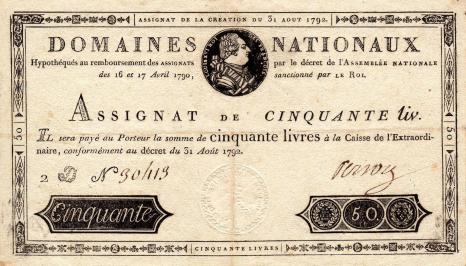 ASSIGNAT DE LA CREATION DU 31 AOUT 1792.
DOMAINES NATIONAUX
Hypothéqués au remboursement des ASSIGNATS par le décret de l'ASSEMBLÉE NATIONALE
des 16 et 17 Avril 1790, sanctionné par LE ROI.
ASSIGNAT DE CINQUANTE liv.
IL sera payé au Porteur la somme de cinquante livres à la Caisse de l'Extraordi-
naire, conformément au décret du 31 Août 1792.
2 N° 30413
Cinquante 50
50
50
CINQUANTE LIVRES